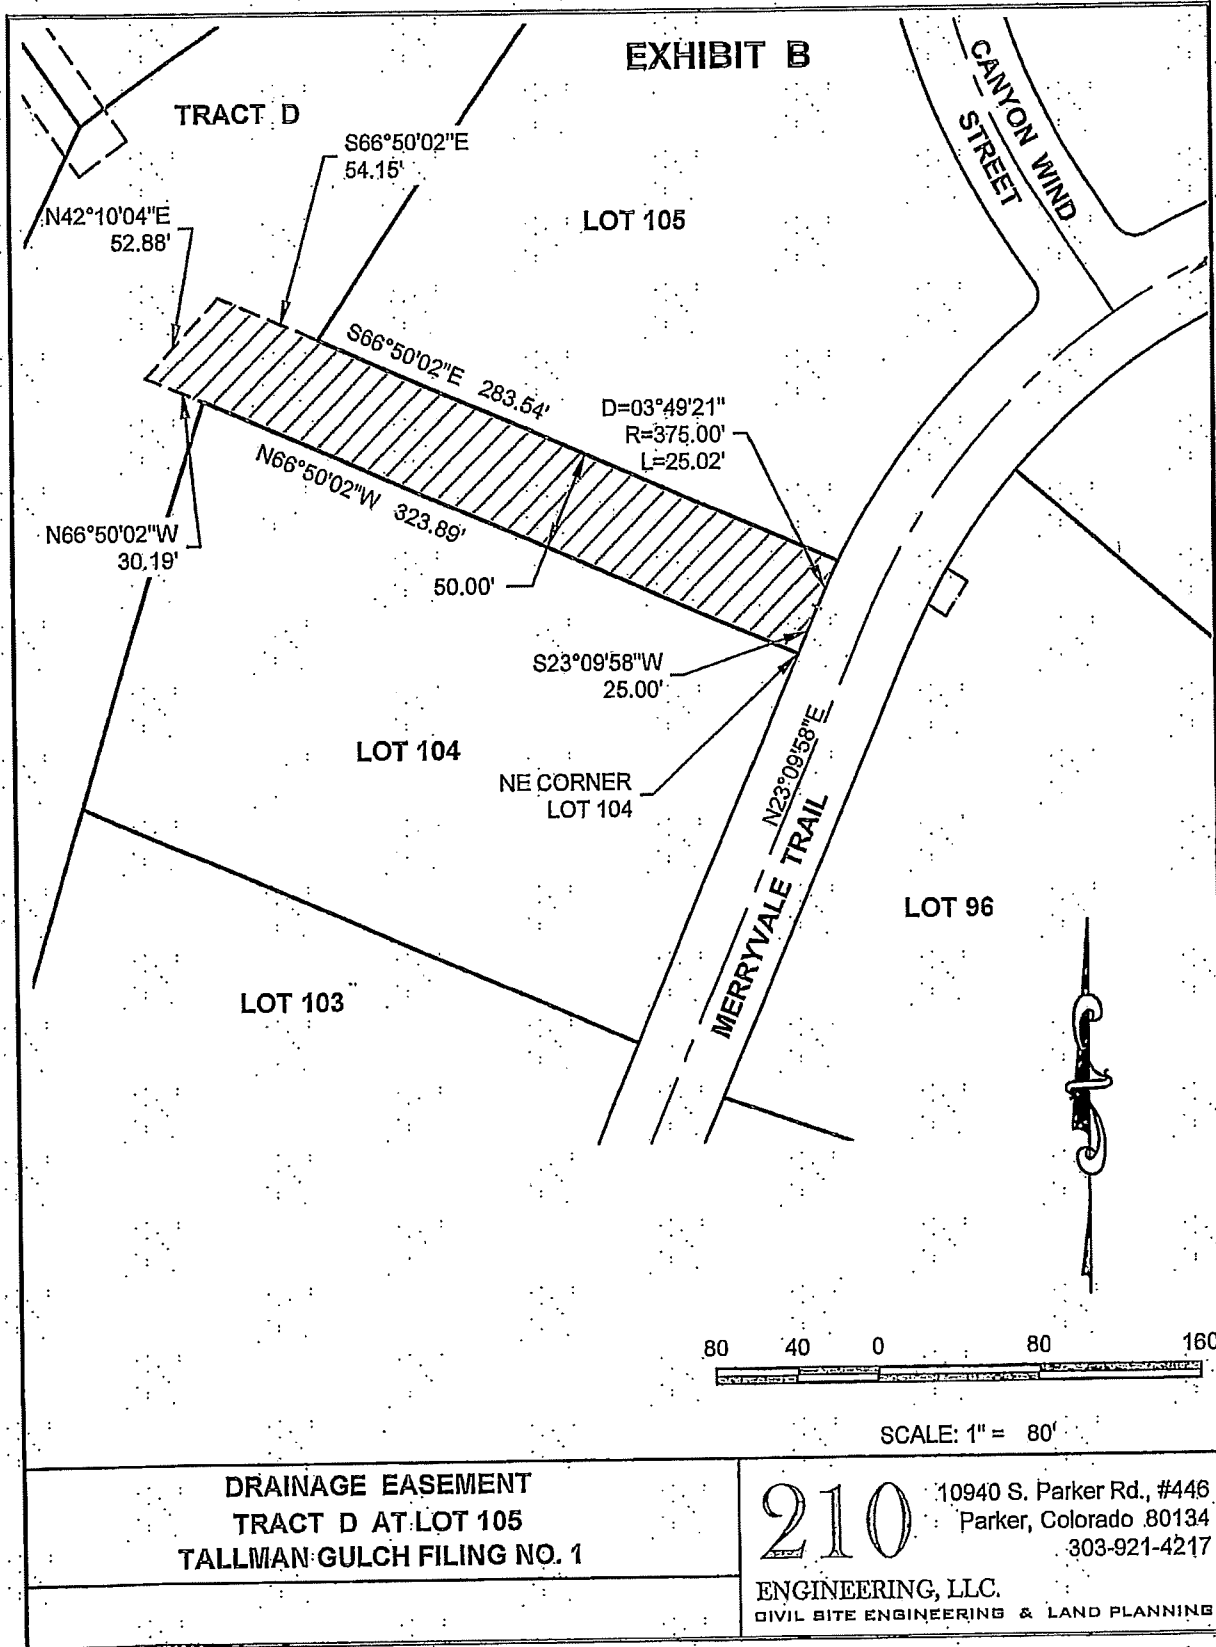 EXHIBIT B
TRACT D
S66°50'02"E
54.15'
CANYON WIND
STREET
N42°10'04"E
52.88'
LOT 105
S66°50'02"E 283.54'
D=03°49'21"
R=375.00'
L=25.02'
N66°50'02"W 323.89'
N66°50'02"W
30.19'
50.00'
S23°09'58"W
25.00'
LOT 104
NE CORNER
LOT 104
N23°09'58"E
MERRYVALE TRAIL
LOT 96
LOT 103
80 40 0 80 160
SCALE: 1" = 80'
DRAINAGE EASEMENT
TRACT D AT LOT 105
TALLMAN GULCH FILING NO. 1
210
10940 S. Parker Rd., #446
Parker, Colorado 80134
303-921-4217
ENGINEERING, LLC.
CIVIL SITE ENGINEERING & LAND PLANNING